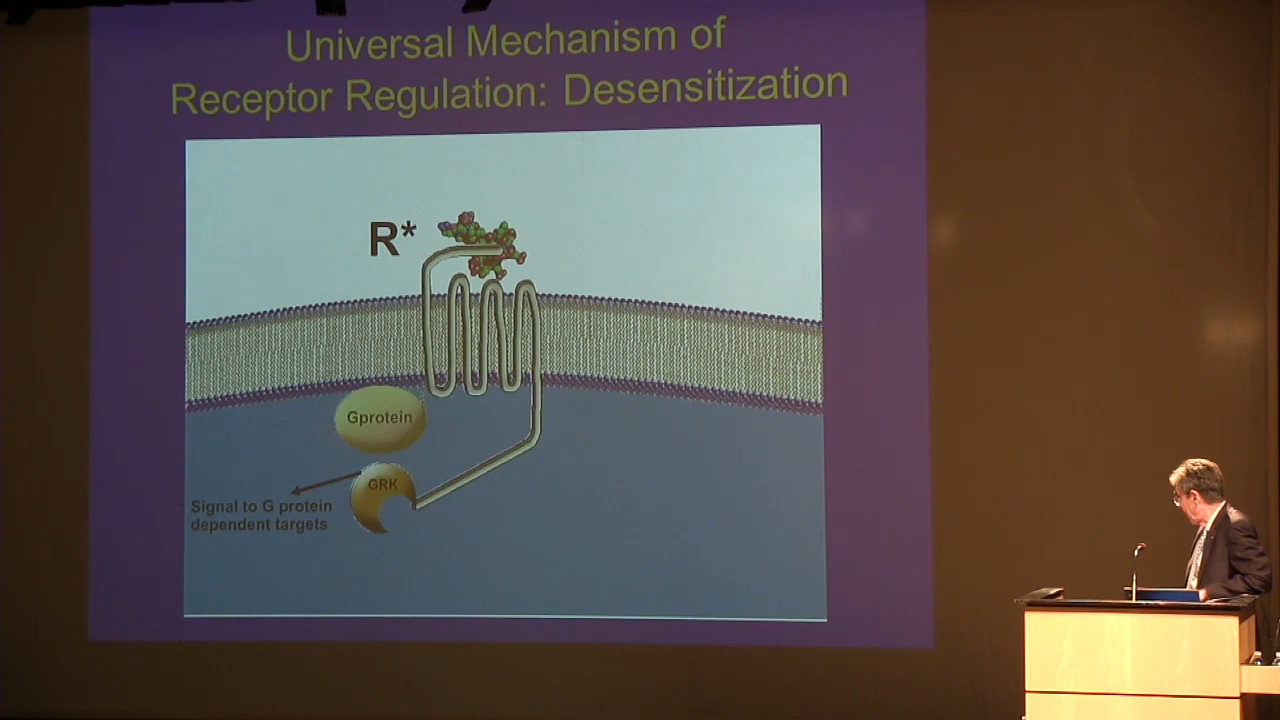 Universal Mechanism of
Receptor Regulation: Desensitization
R*
Gprotein
GRK
Signal to G protein
dependent targets